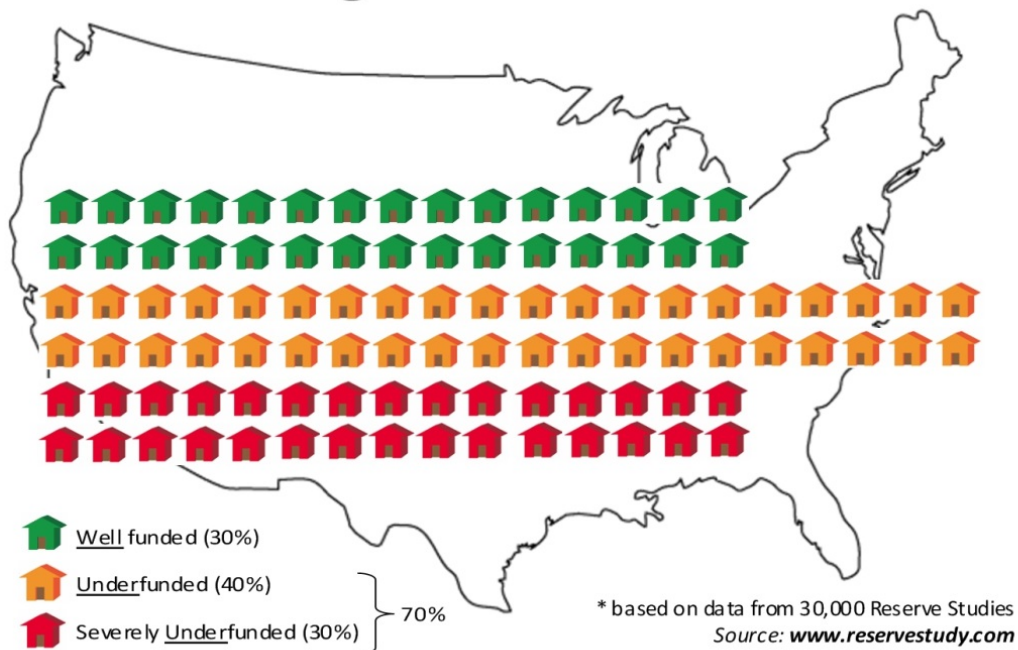 Well funded (30%)
Underfunded (40%)
70%
Severely Underfunded (30%)
* based on data from 30,000 Reserve Studies
Source: www.reservestudy.com